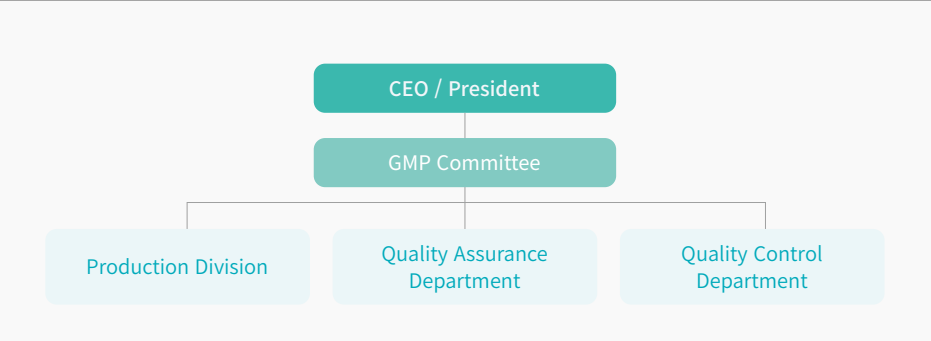 CEO / President
GMP Committee
Production Division
Quality Assurance
Department
Quality Control
Department